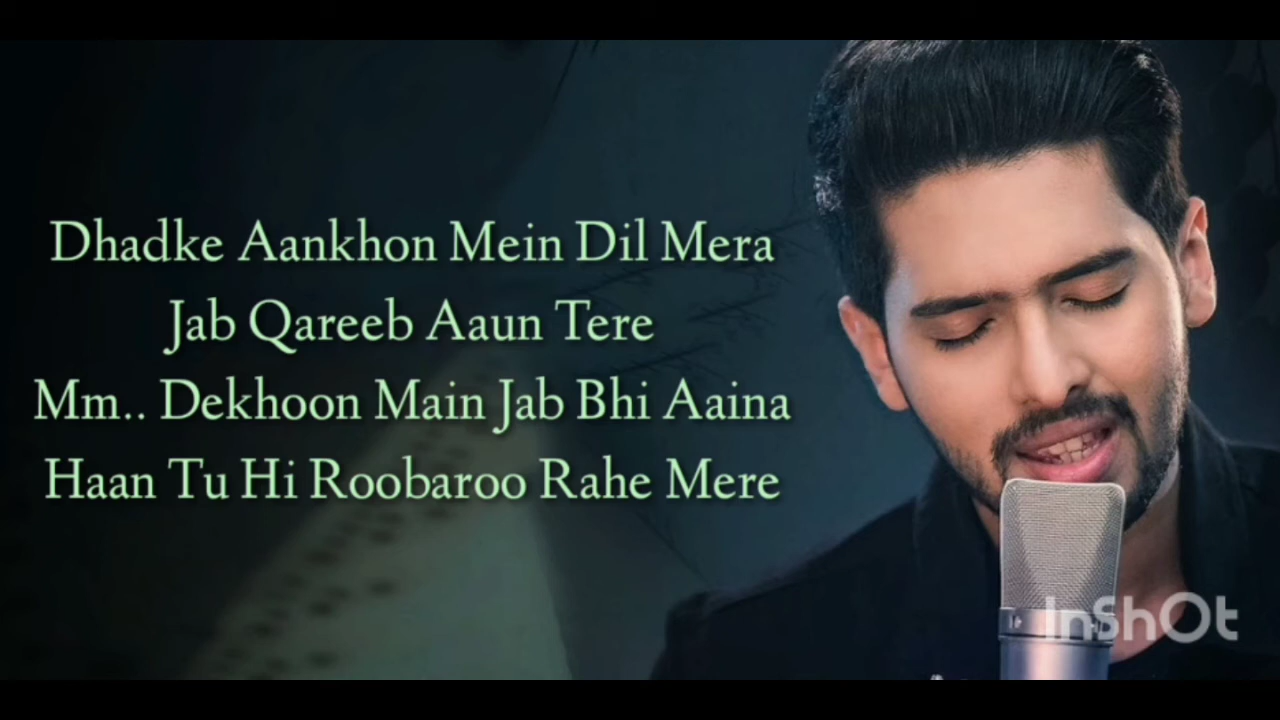 Dhadke Aankhon Mein Dil Mera
Jab Qareeb Aaun Tere
Mm.. Dekhoon Main Jab Bhi Aaina
Haan Tu Hi Roobaroo Rahe Mere
InShOt